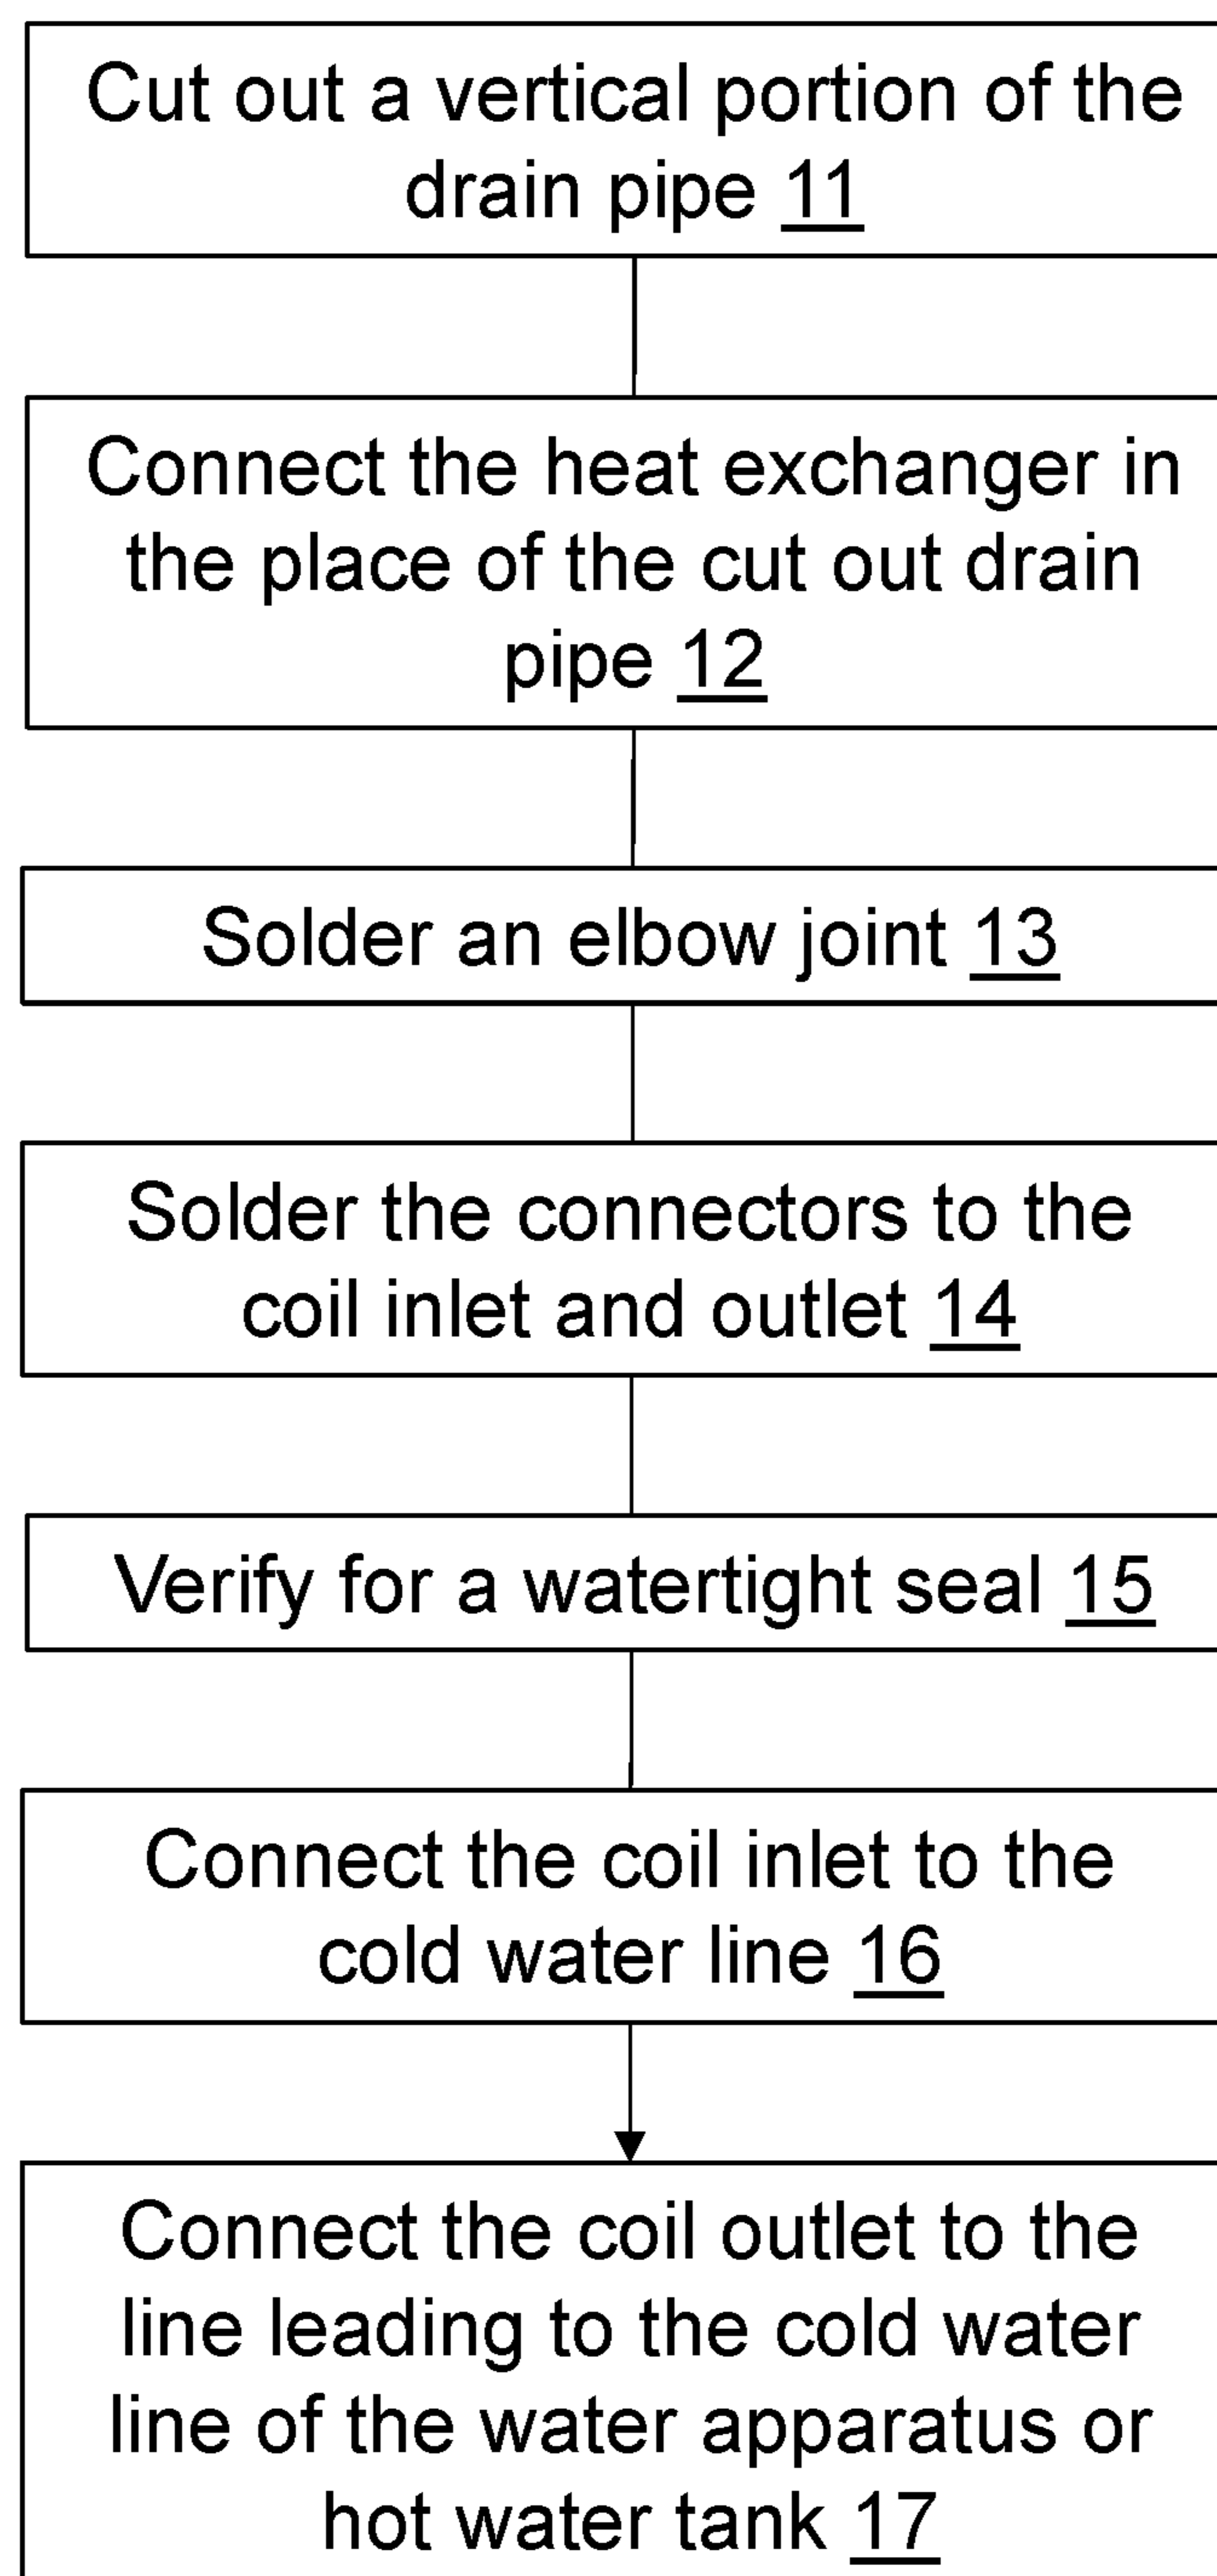 Cut out a vertical portion of the
drain pipe 11
Connect the heat exchanger in
the place of the cut out drain
pipe 12
Solder an elbow joint 13
Solder the connectors to the
coil inlet and outlet 14
Verify for a watertight seal 15
Connect the coil inlet to the
cold water line 16
Connect the coil outlet to the
line leading to the cold water
line of the water apparatus or
hot water tank 17